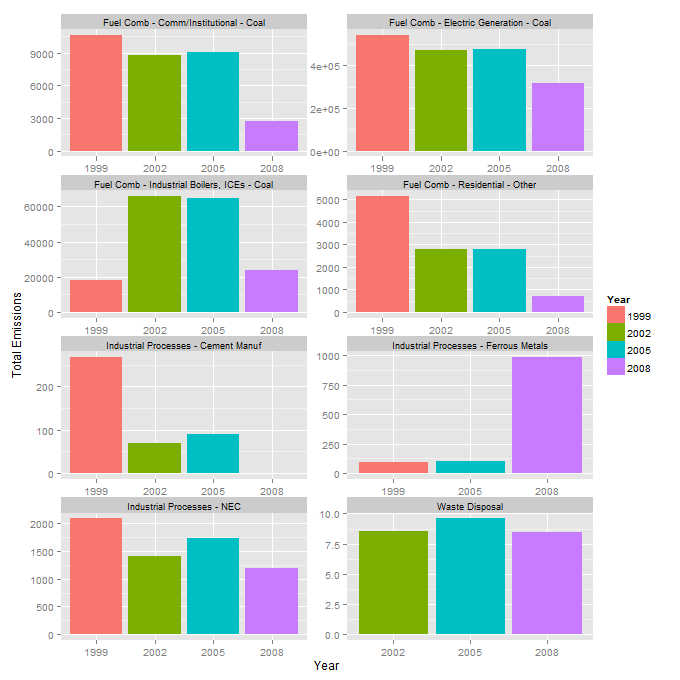 Fuel Comb - Comm/Institutional - Coal
9000
6000
3000
0
1999 2002 2005 2008
Fuel Comb - Electric Generation - Coal
4e+05
2e+05
0e+00
1999 2002 2005 2008
Fuel Comb - Industrial Boilers, ICEs - Coal
60000
40000
20000
0
1999 2002 2005 2008
Fuel Comb - Residential - Other
5000
4000
3000
2000
1000
0
1999 2002 2005 2008
Industrial Processes - Cement Manuf
200
100
0
1999 2002 2005 2008
Industrial Processes - Ferrous Metals
1000
750
500
250
0
1999 2005 2008
Industrial Processes - NEC
2000
1500
1000
500
0
1999 2002 2005 2008
Waste Disposal
10.0
7.5
5.0
2.5
0.0
2002 2005 2008
Total Emissions
Year
Year
1999
2002
2005
2008